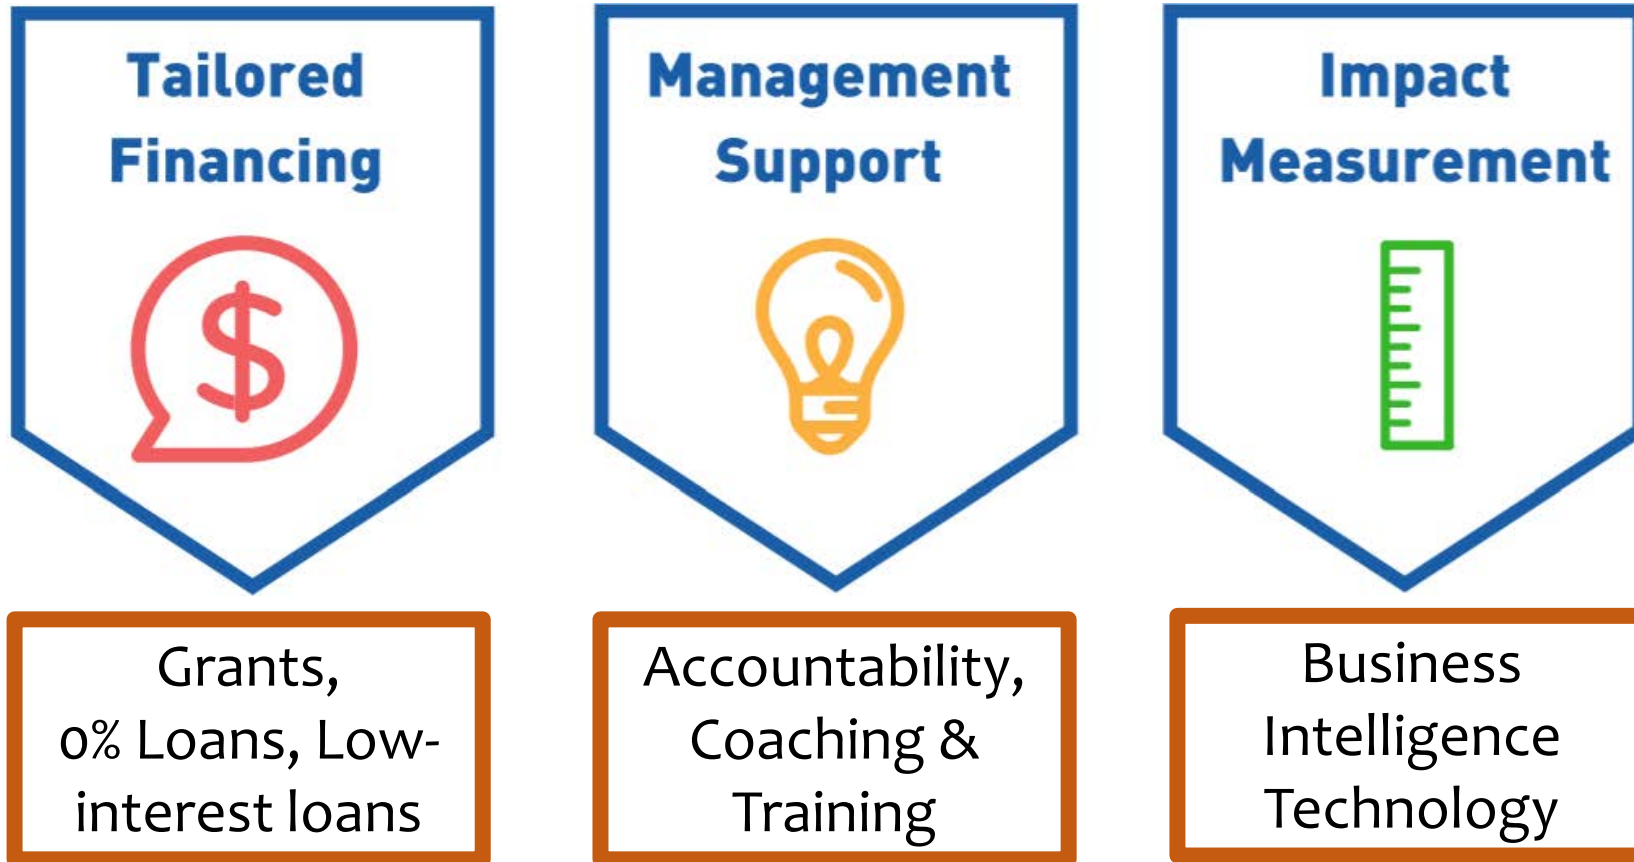 Tailored
Financing
$
Grants,
0% Loans, Low-
interest loans
Management
Support
Accountability,
Coaching &
Training
Impact
Measurement
Business
Intelligence
Technology